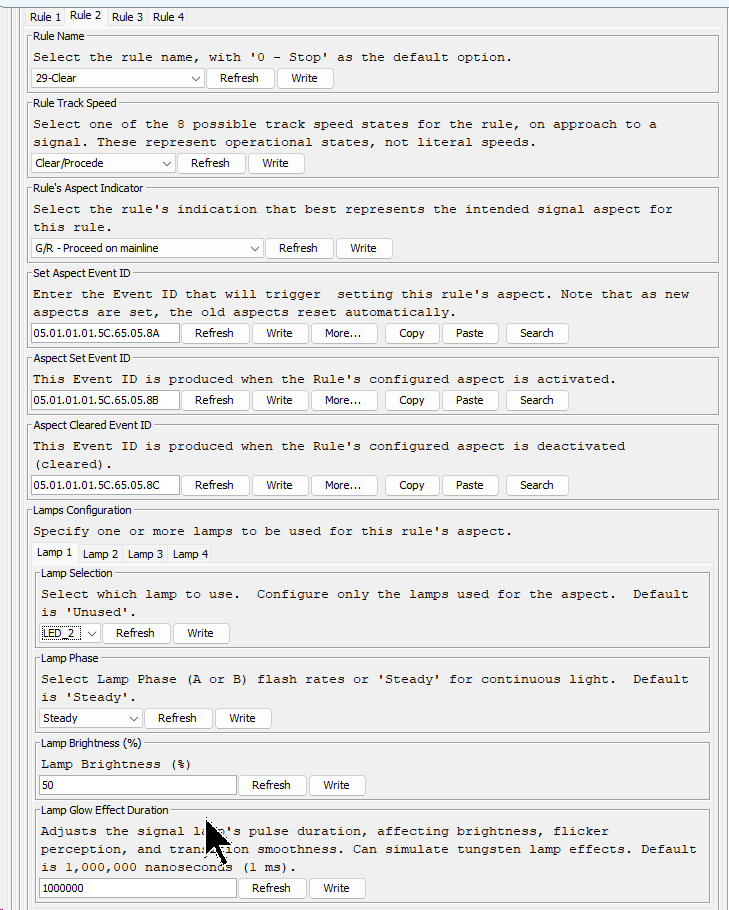 Rule 1 Rule 2 Rule 3 Rule 4
Rule Name
Select the rule name, with '0 - Stop' as the default option.
29-Clear Refresh Write
Rule Track Speed
Select one of the 8 possible track speed states for the rule, on approach to a
signal. These represent operational states, not literal speeds.
Clear/Procede Refresh Write
Rule's Aspect Indicator
Select the rule's indication that best represents the intended signal aspect for
this rule.
G/R - Proceed on mainline Refresh Write
Set Aspect Event ID
Enter the Event ID that will trigger  setting this rule's aspect. Note that as new
aspects are set, the old aspects reset automatically.
05.01.01.01.5C.65.05.8A Refresh Write More... Copy Paste Search
Aspect Set Event ID
This Event ID is produced when the Rule's configured aspect is activated.
05.01.01.01.5C.65.05.8B Refresh Write More... Copy Paste Search
Aspect Cleared Event ID
This Event ID is produced when the Rule's configured aspect is deactivated
(cleared).
05.01.01.01.5C.65.05.8C Refresh Write More... Copy Paste Search
Lamps Configuration
Specify one or more lamps to be used for this rule's aspect.
Lamp 1 Lamp 2 Lamp 3 Lamp 4
Lamp Selection
Select which lamp to use.  Configure only the lamps used for the aspect.  Default
is 'Unused'.
LED_2 Refresh Write
Lamp Phase
Select Lamp Phase (A or B) flash rates or 'Steady' for continuous light.  Default
is 'Steady'.
Steady Refresh Write
Lamp Brightness (%)
Lamp Brightness (%)
50 Refresh Write
Lamp Glow Effect Duration
Adjusts the signal lamp's pulse duration, affecting brightness, flicker
perception, and transition smoothness. Can simulate tungsten lamp effects. Default
is 1,000,000 nanoseconds (1 ms).
1000000 Refresh Write